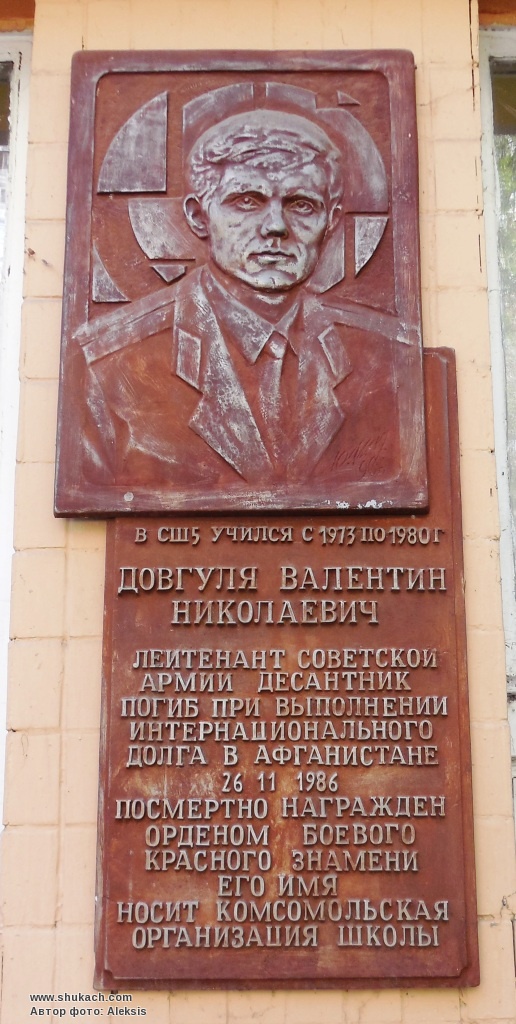 В СШ5 УЧИЛСЯ С 1973 ПО 1980 Г
ДОВГУЛЯ ВАЛЕНТИН
НИКОЛАЕВИЧ
ЛЕИТЕНАНТ СОВЕТСКОЙ
АРМИИ ДЕСАНТНИК
ПОГИБ ПРИ ВЫПОЛНЕНИИ
ИНТЕРНАЦИОНАЛЬНОГО
ДОЛГА В АФГАНИСТАНЕ
26 11 1986
ПОСМЕРТНО НАГРАЖДЕН
ОРДЕНОМ БОЕВОГО
КРАСНОГО ЗНАМЕНИ
ЕГО ИМЯ
НОСИТ КОМСОМОЛЬСКАЯ
ОРГАНИЗАЦИЯ ШКОЛЫ
www.shukach.com
Автор фото: Aleksis